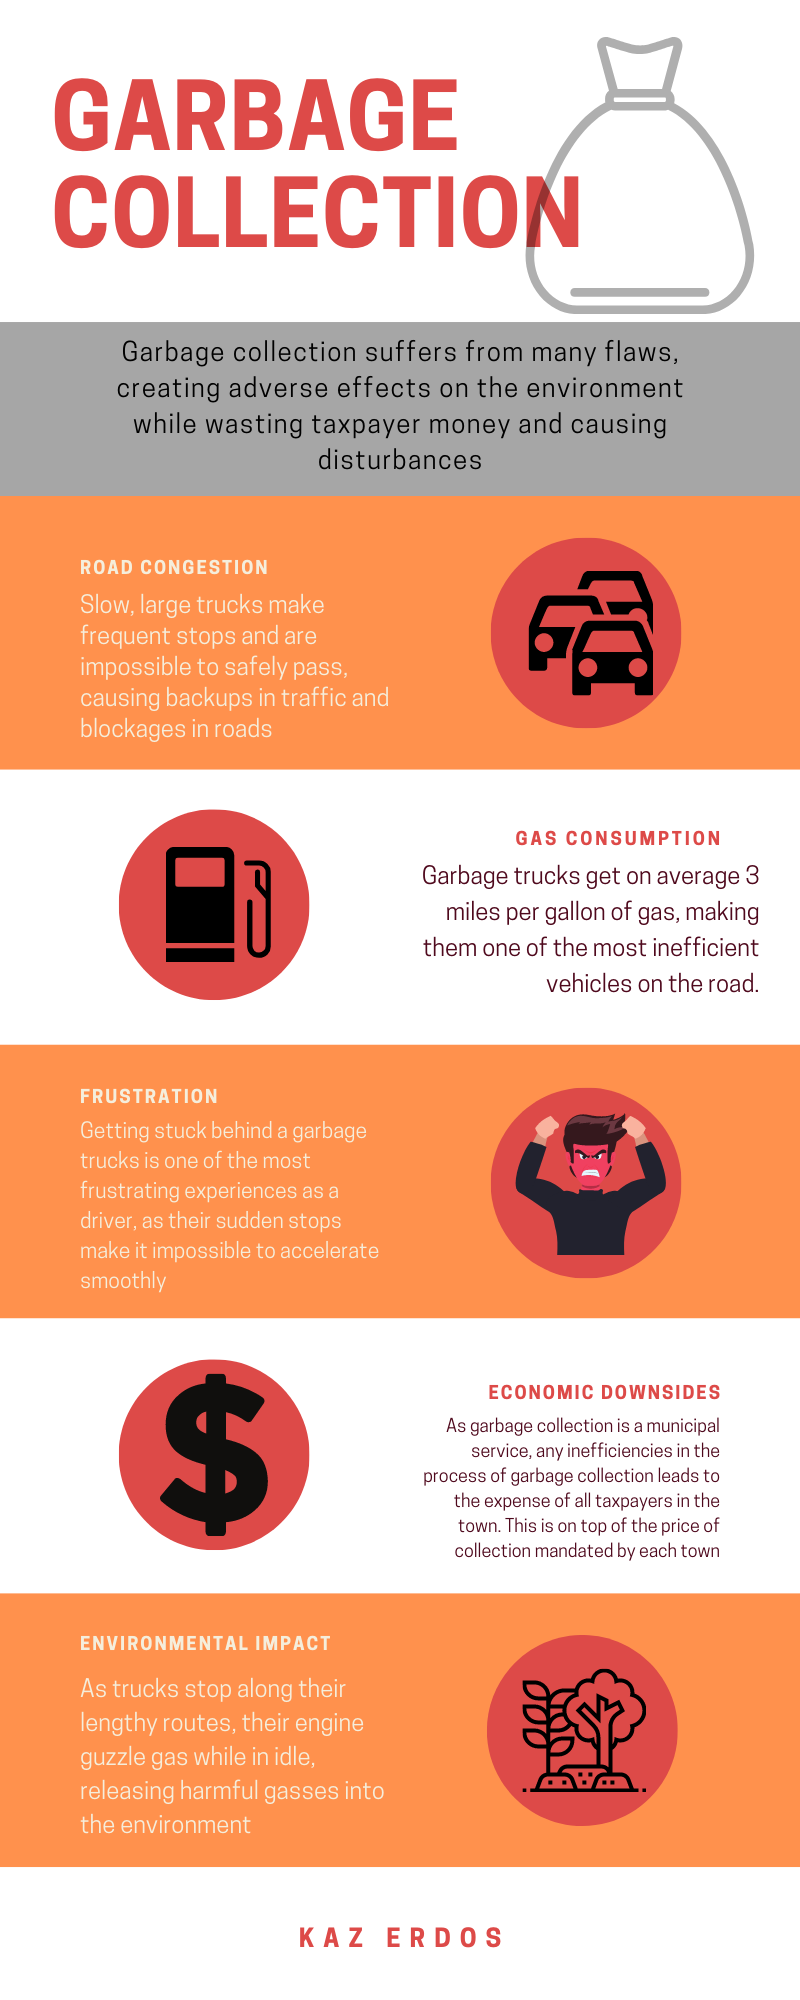 GARBAGE
COLLECTION
Garbage collection suffers from many flaws,
creating adverse effects on the environment
while wasting taxpayer money and causing
disturbances
ROAD CONGESTION
Slow, large trucks make
frequent stops and are
impossible to safely pass,
causing backups in traffic and
blockages in roads
GAS CONSUMPTION
Garbage trucks get on average 3
miles per gallon of gas, making
them one of the most inefficient
vehicles on the road.
FRUSTRATION
Getting stuck behind a garbage
trucks is one of the most
frustrating experiences as a
driver, as their sudden stops
make it impossible to accelerate
smoothly
$
ECONOMIC DOWNSIDES
As garbage collection is a municipal
service, any inefficiencies in the
process of garbage collection leads to
the expense of all taxpayers in the
town. This is on top of the price of
collection mandated by each town
ENVIRONMENTAL IMPACT
As trucks stop along their
lengthy routes, their engine
guzzle gas while in idle,
releasing harmful gasses into
the environment
KAZ ERDOS